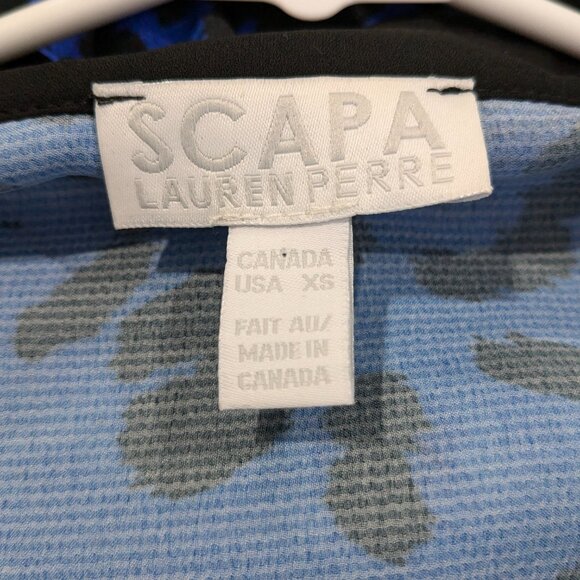 SCAPA
LAUREN PERRE
CANADA
USA XS
FAIT AU/
MADE IN
CANADA